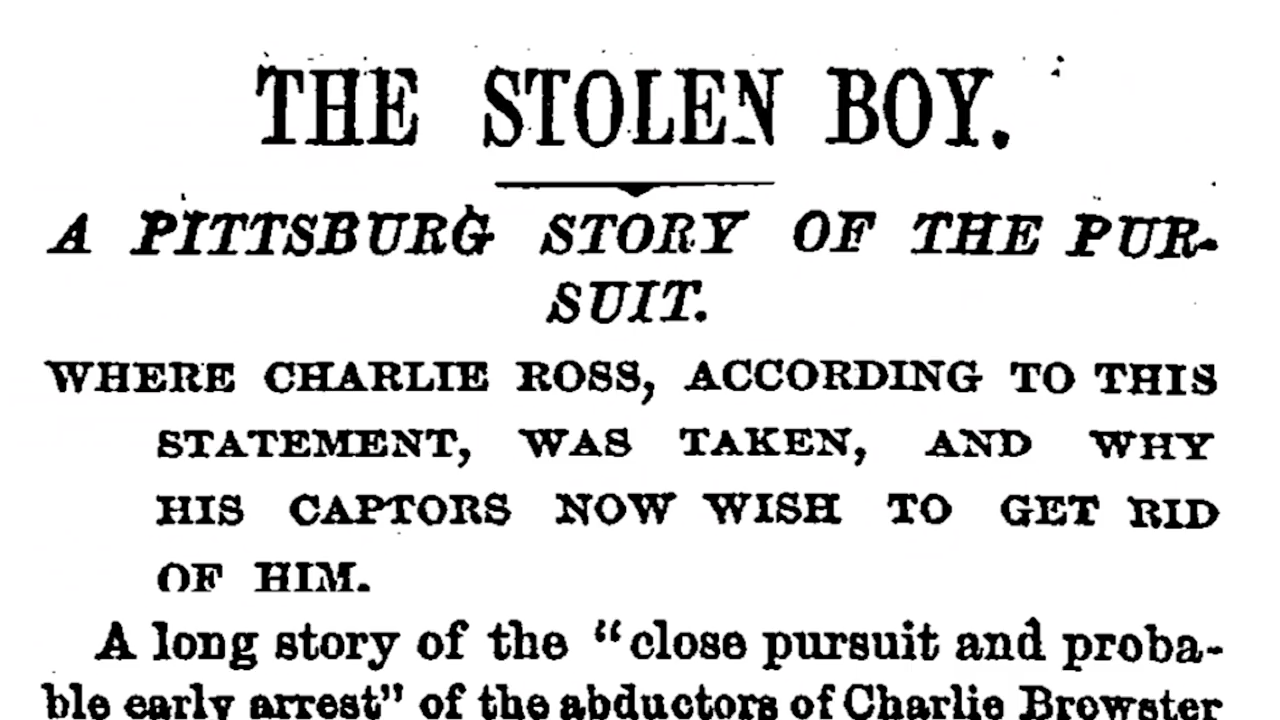 THE STOLEN BOY.
A PITTSBURG STORY OF THE PUR-
SUIT.
WHERE CHARLIE ROSS, ACCORDING TO THIS
STATEMENT, WAS TAKEN, AND WHY
HIS CAPTORS NOW WISH TO GET RID
OF HIM.
A long story of the "close pursuit and proba-
ble early arrest" of the abductors of Charlie Brewster